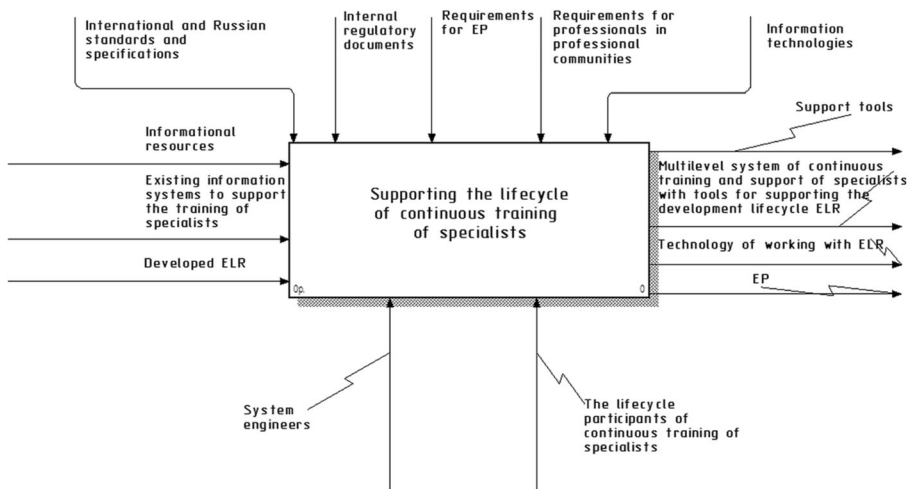 International and Russian
standards and
specifications
Internal
regulatory
documents
Requirements
for EP
Requirements for
professionals in
professional
communities
Information
technologies
Informational
resources
Existing information
systems to support
the training of
specialists
Developed ELR
Supporting the lifecycle
of continuous training
of specialists
0p.
0
Support tools
Multilevel system of continuous
training and support of specialists
with tools for supporting the
development lifecycle ELR
Technology of working with ELR
EP
System
engineers
The lifecycle
participants of
continuous training of
specialists